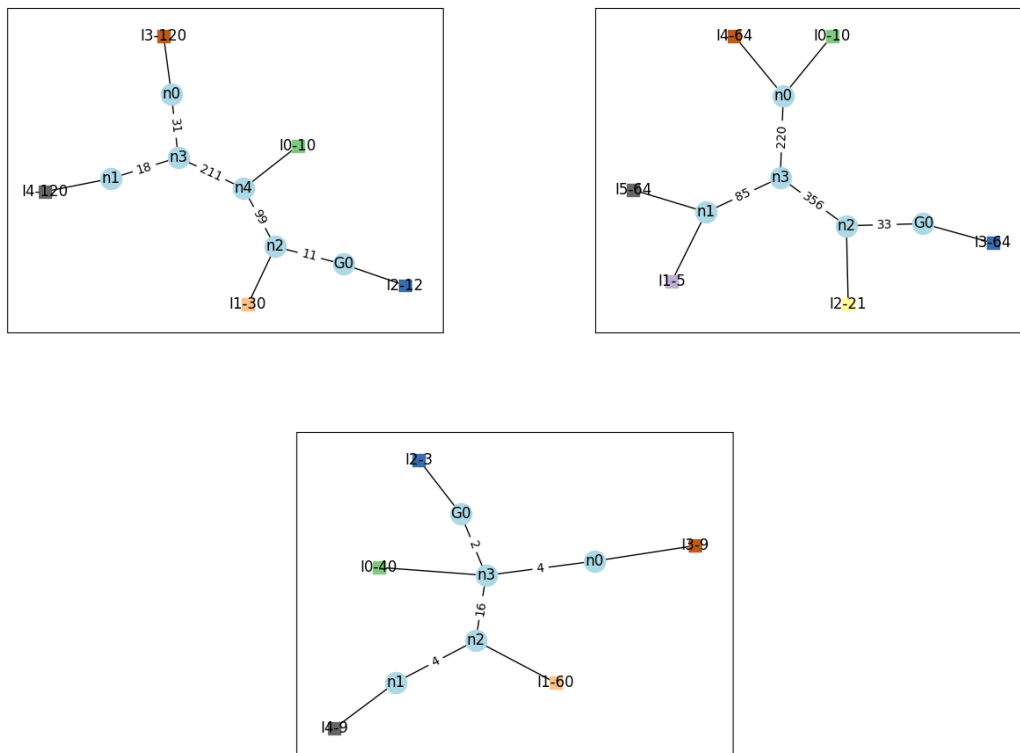 I3-120
n0
31
I0-10
n3
18
211
n1
n4
I4-120
99
n2
11
G0
I2-12
I1-30
I4-64
I0-10
n0
220
n3
I5-64
85
356
n1
n2
33
G0
I3-64
I1-5
I2-21
I2-3
G0
2
I3-9
I0-40
n3
4
n0
16
n2
4
n1
I1-60
I4-9